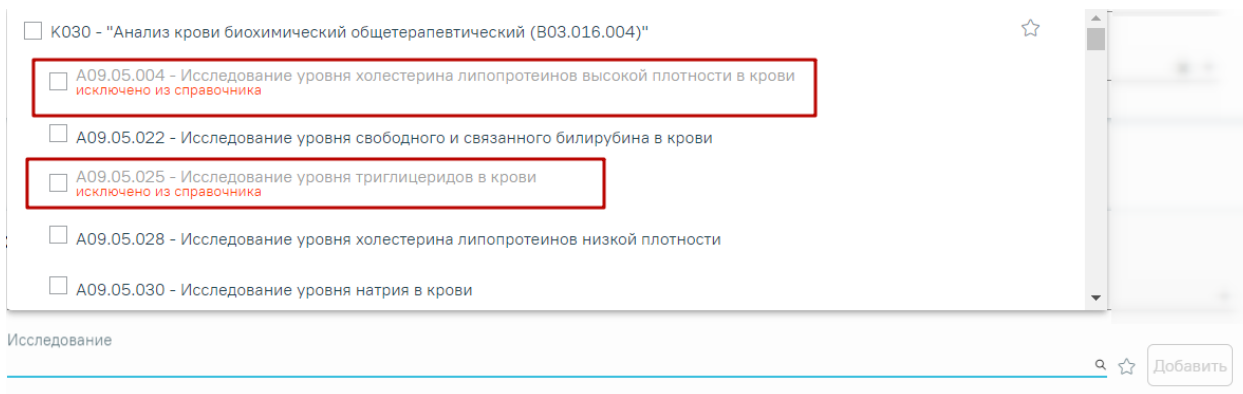 K030 - "Анализ крови биохимический общетерапевтический (B03.016.004)"
A09.05.004 - Исследование уровня холестерина липопротеинов высокой плотности в крови
исключено из справочника
A09.05.022 - Исследование уровня свободного и связанного билирубина в крови
A09.05.025 - Исследование уровня триглицеридов в крови
исключено из справочника
A09.05.028 - Исследование уровня холестерина липопротеинов низкой плотности
A09.05.030 - Исследование уровня натрия в крови
Исследование
Добавить